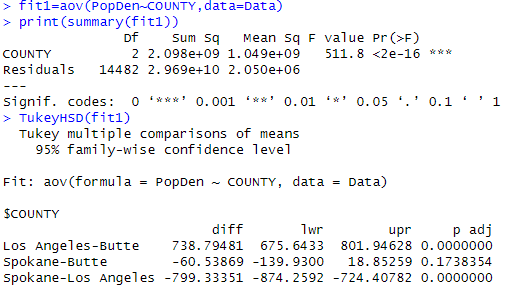 > fit1=aov(PopDen~COUNTY,data=Data)
> print(summary(fit1))
Df Sum Sq Mean Sq F value Pr(>F)
COUNTY 2 2.098e+09 1.049e+09 511.8 <2e-16 ***
Residuals 14482 2.969e+10 2.050e+06
---
Signif. codes: 0 ‘***’ 0.001 ‘**’ 0.01 ‘*’ 0.05 ‘.’ 0.1 ‘ ’ 1
> TukeyHSD(fit1)
Tukey multiple comparisons of means
95% family-wise confidence level
Fit: aov(formula = PopDen ~ COUNTY, data = Data)
$COUNTY
diff lwr upr p adj
Los Angeles-Butte 738.79481 675.6433 801.94628 0.0000000
Spokane-Butte -60.53869 -139.9300 18.85259 0.1738354
Spokane-Los Angeles -799.33351 -874.2592 -724.40782 0.0000000